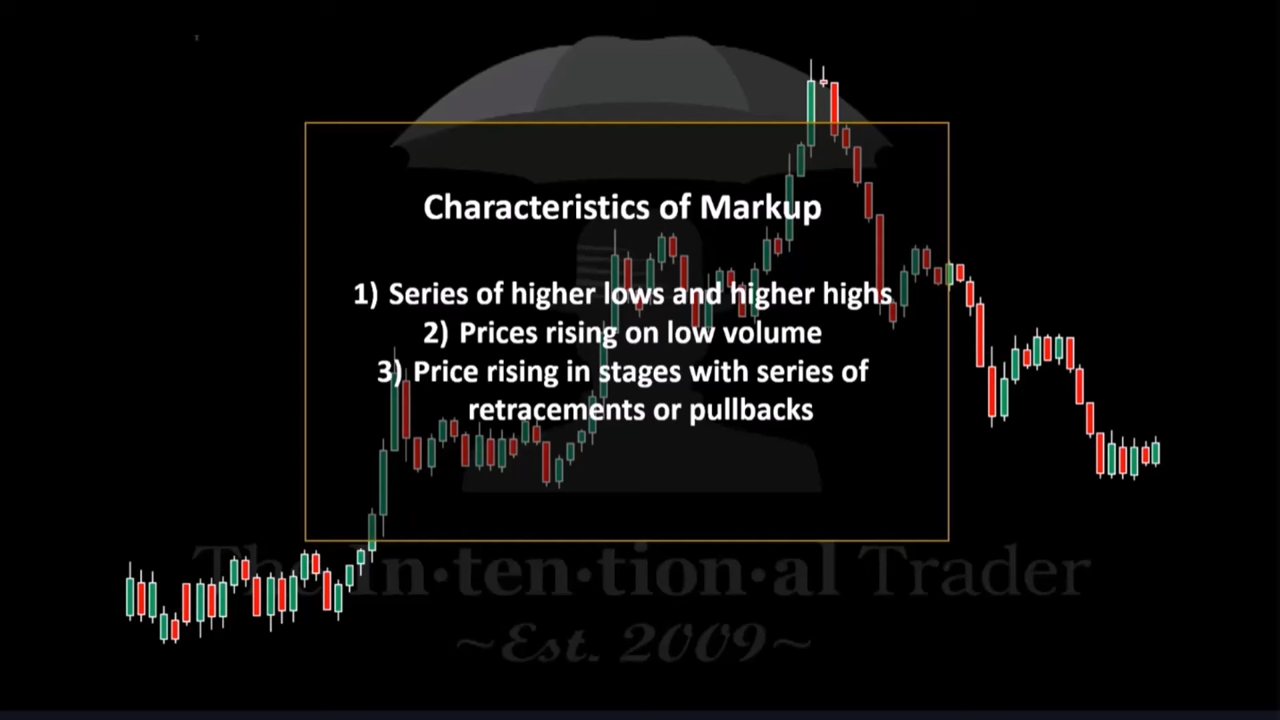 Characteristics of Markup
1) Series of higher lows and higher highs
2) Prices rising on low volume
3) Price rising in stages with series of
retracements or pullbacks
The In·ten·tion·al Trader
~Est. 2009~